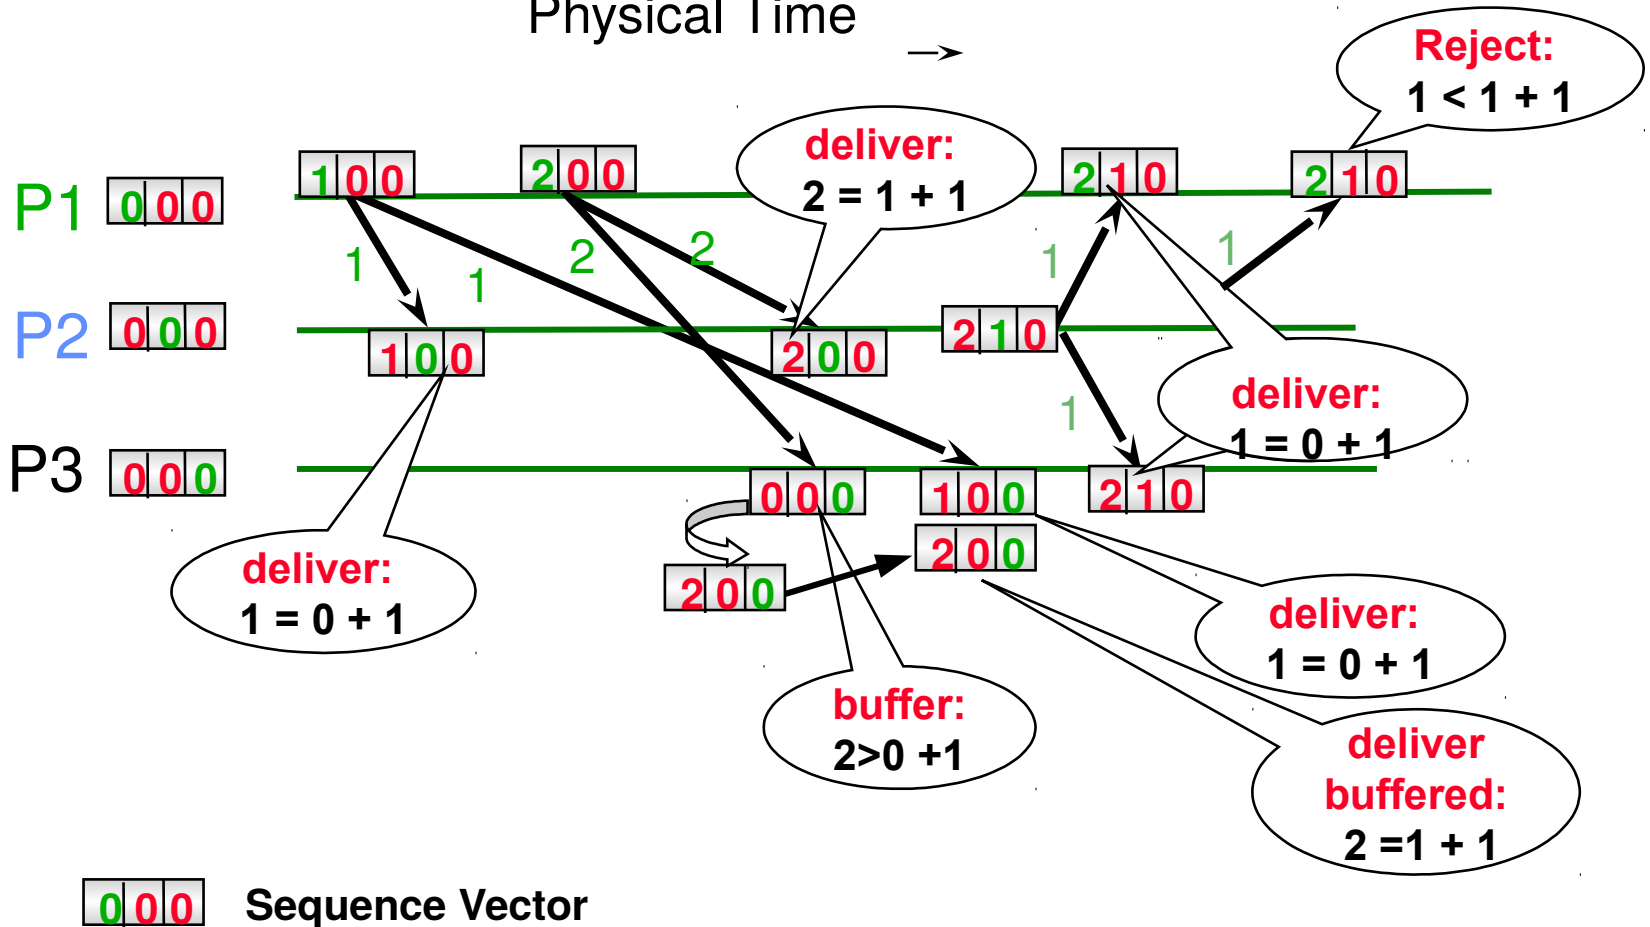 Physical Time
Reject:
1 < 1 + 1
deliver:
2 = 1 + 1
P1
0 0 0
1 0 0
2 0 0
2 1 0
2 1 0
1
1
2
2
1
1
P2
0 0 0
1 0 0
2 0 0
2 1 0
1
deliver:
1 = 0 + 1
P3
0 0 0
0 0 0
1 0 0
2 1 0
2 0 0
2 0 0
deliver:
1 = 0 + 1
deliver:
1 = 0 + 1
buffer:
2>0 +1
deliver
buffered:
2 =1 + 1
0 0 0
Sequence Vector